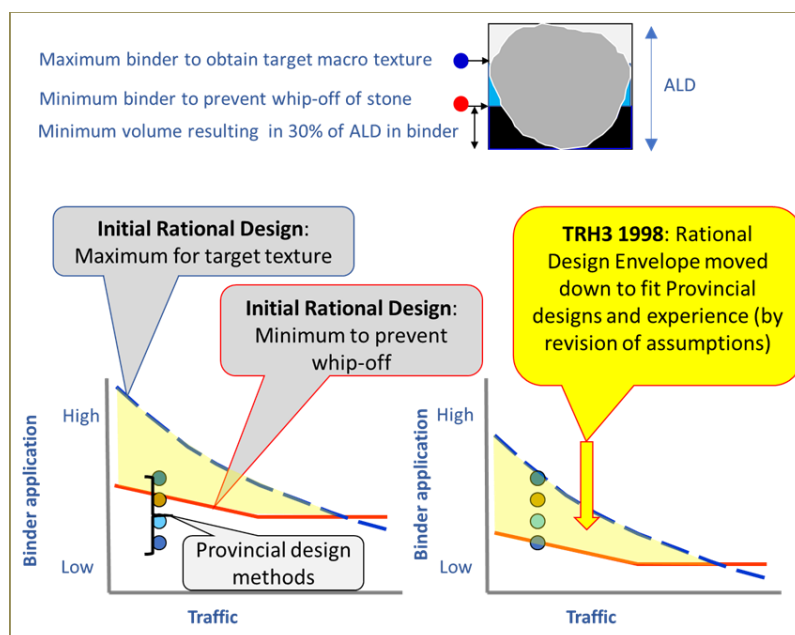 Maximum binder to obtain target macro texture
Minimum binder to prevent whip-off of stone
Minimum volume resulting in 30% of ALD in binder
ALD
Initial Rational Design:
Maximum for target texture
Initial Rational Design:
Minimum to prevent
whip-off
TRH3 1998: Rational
Design Envelope moved
down to fit Provincial
designs and experience (by
revision of assumptions)
Binder application
High
Low
Provincial design
methods
Traffic
Binder application
High
Low
Traffic